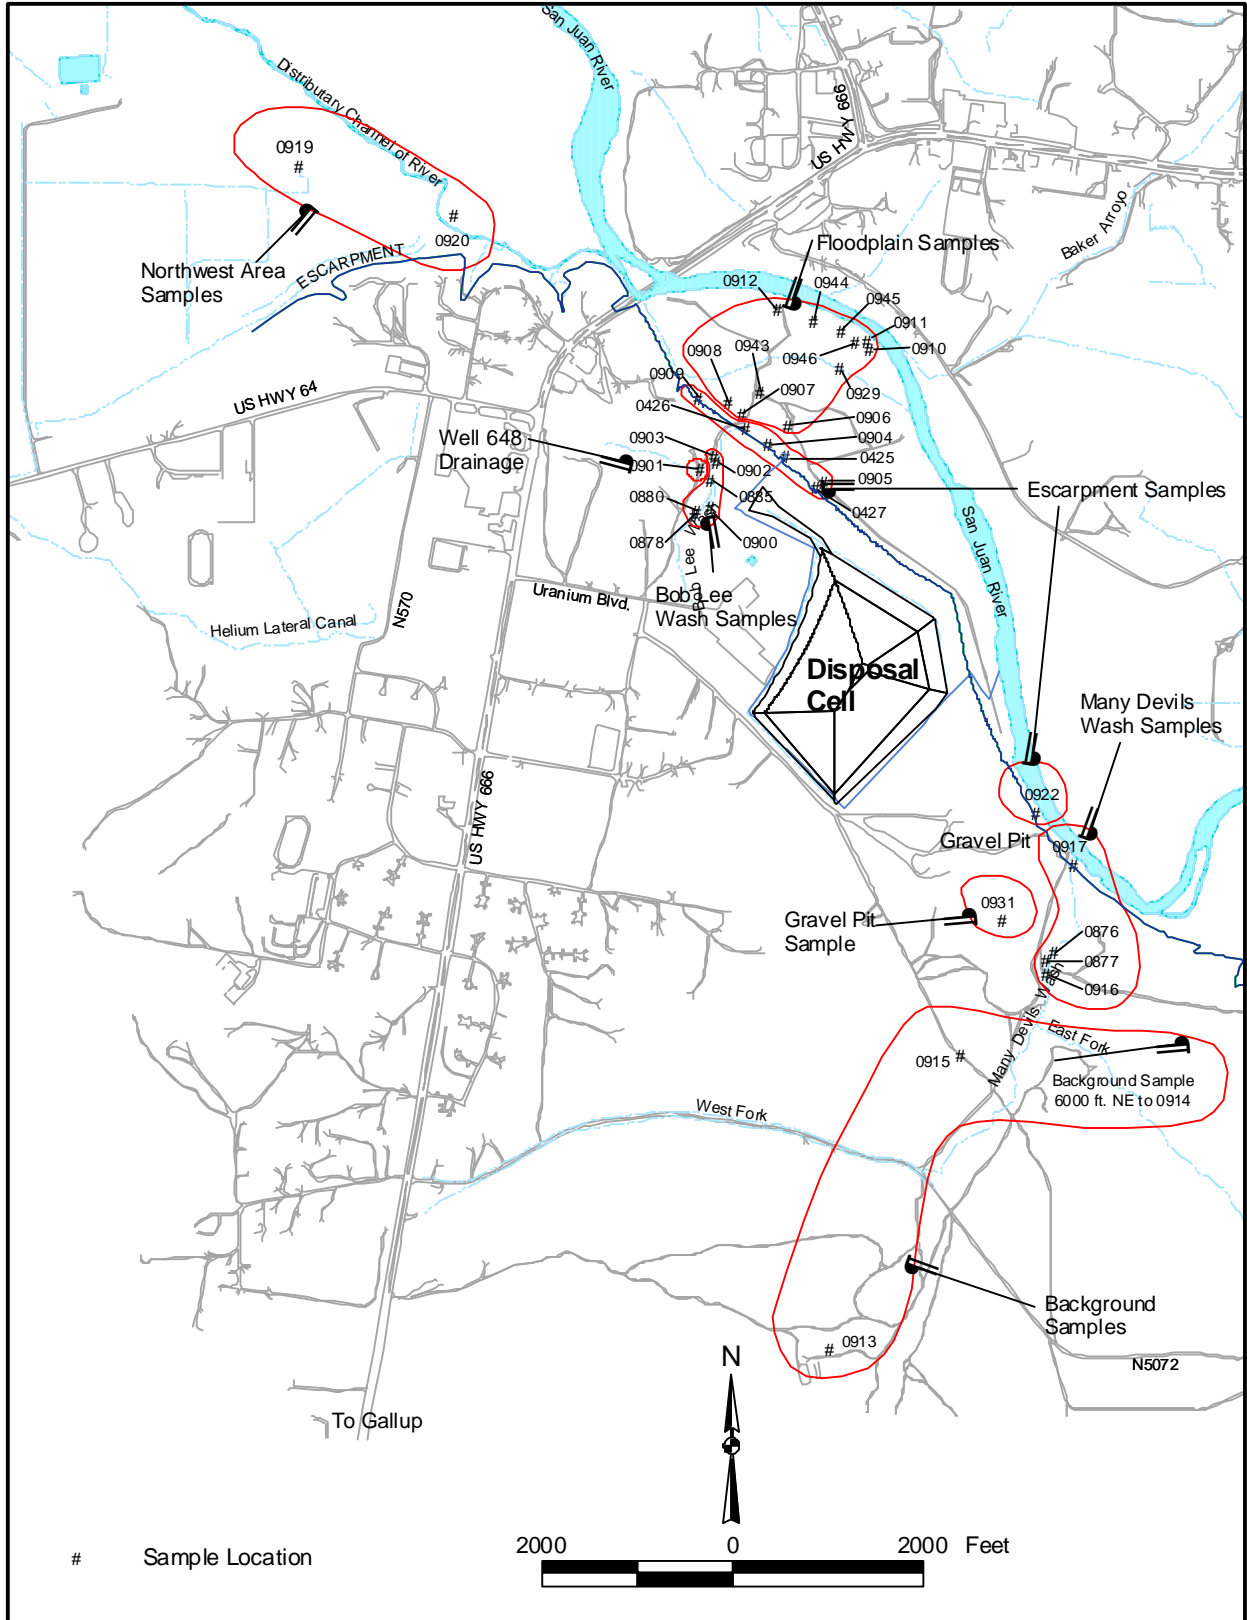 San Juan River
Distributary Channel of River
US HWY 666
0919
#
Baker Arroyo
#
0920
Floodplain Samples
ESCARPMENT
Northwest Area
Samples
0912
#
0944
#
0945
#
0911
#
0910
#
0946
#
0943
#
0908
#
0929
#
0909
#
0907
#
US HWY 64
0426
#
0906
#
Well 648
Drainage
0903
#
0904
#
0901
#
0902
#
0425
#
0905
#
Escarpment Samples
0880
#
0885
#
0427
#
0878
#
0900
#
San Juan River
Bob Lee W
Uranium Blvd.
Bob Lee
Wash Samples
N570
Helium Lateral Canal
Disposal
Cell
Many Devils
Wash Samples
US HWY 666
0922
#
Gravel Pit
0917
#
0931
#
Gravel Pit
Sample
0876
#
0877
#
0916
#
Many Devils Wash
East Fork
0915 #
Background Sample
6000 ft. NE to 0914
West Fork
Background
Samples
0913
#
N5072
N
To Gallup
# Sample Location
2000 0 2000 Feet